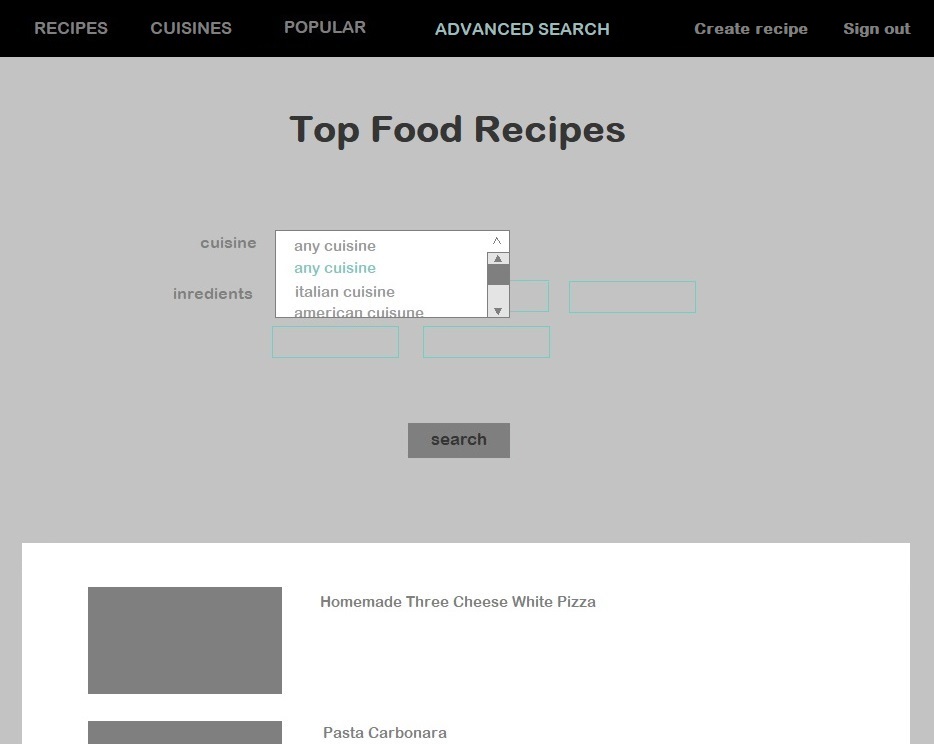 RECIPES CUISINES POPULAR ADVANCED SEARCH Create recipe Sign out
Top Food Recipes
cuisine
any cuisine
any cuisine
italian cuisine
american cuisune
inredients
search
Homemade Three Cheese White Pizza
Pasta Carbonara